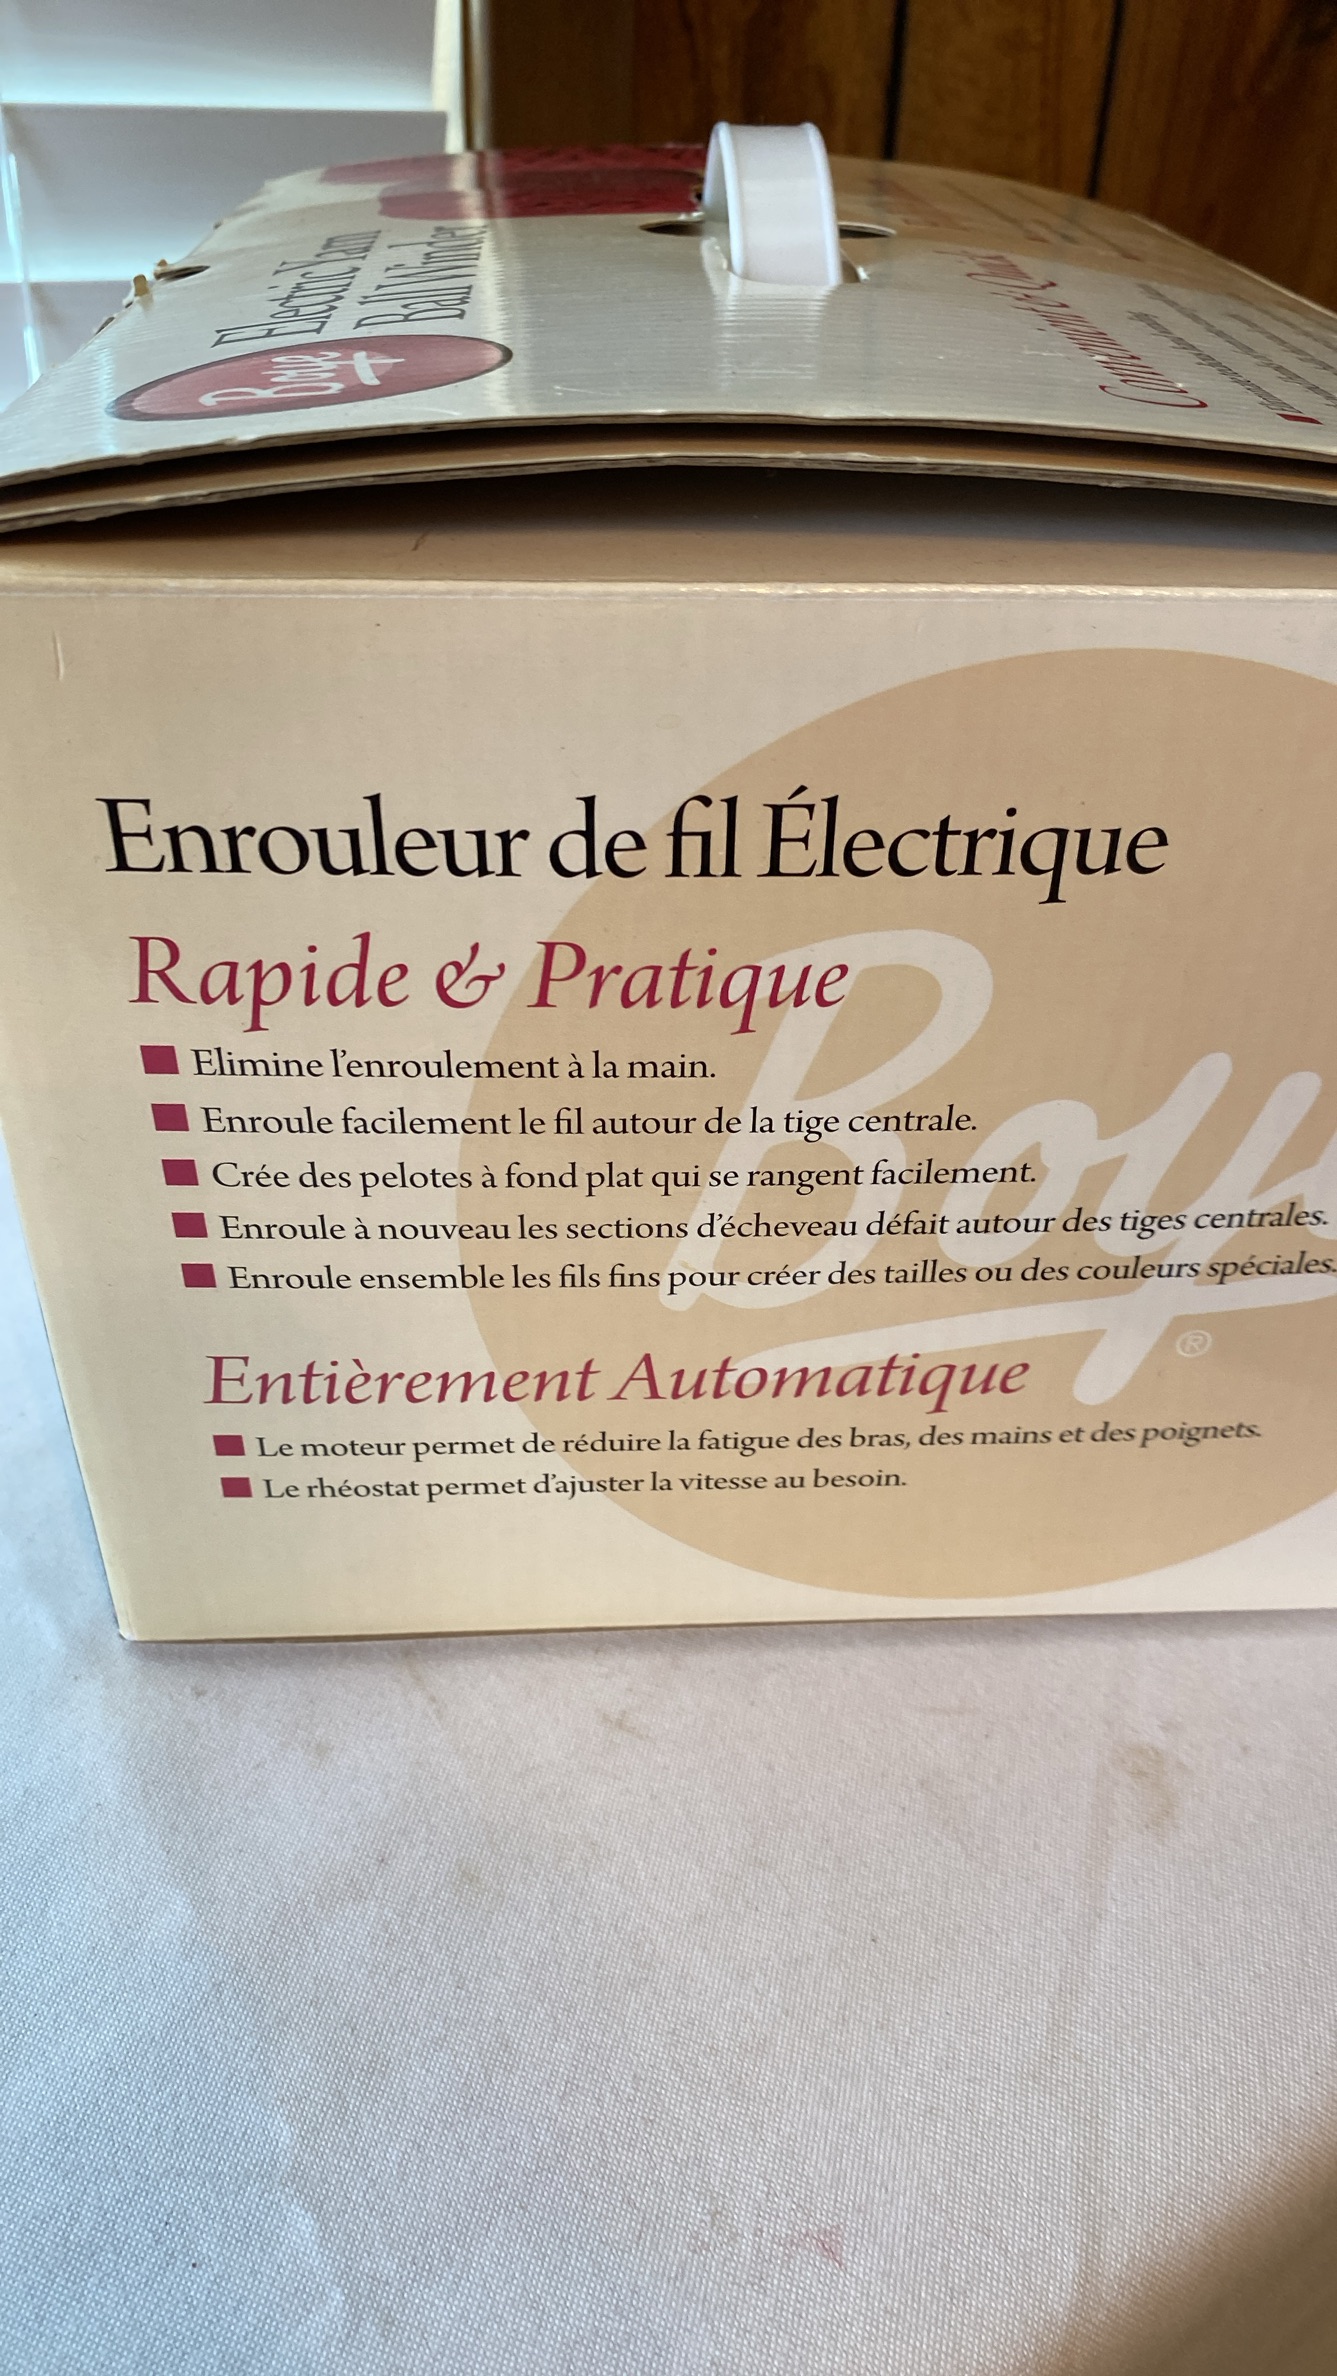 Boye
Electric Yarn
Ball Winder
Convenient & Quick
Enrouleur de fil Électrique
Rapide & Pratique
Elimine l'enroulement à la main.
Enroule facilement le fil autour de la tige centrale.
Crée des pelotes à fond plat qui se rangent facilement.
Enroule à nouveau les sections d'écheveau défait autour des tiges centrales.
Enroule ensemble les fils fins pour créer des tailles ou des couleurs spéciales.
Entièrement Automatique
Le moteur permet de réduire la fatigue des bras, des mains et des poignets.
Le rhéostat permet d'ajuster la vitesse au besoin.
Boye
®